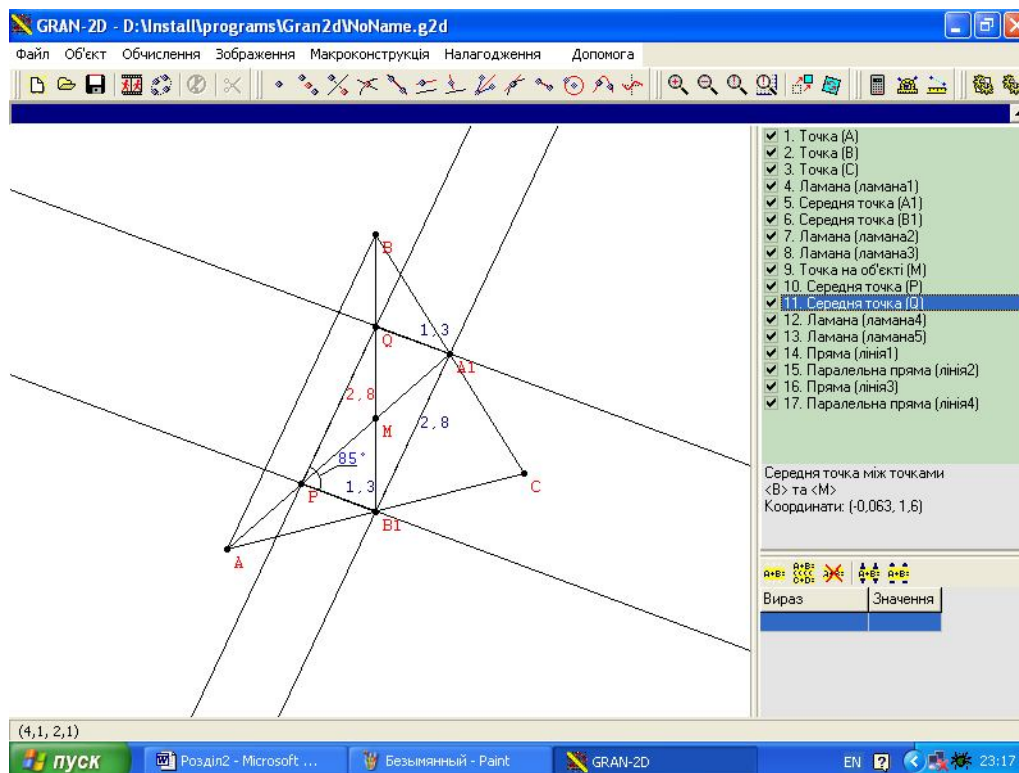 GRAN-2D - D:\Install\programs\Gran2d\NoName.g2d
Файл Об'єкт Обчислення Зображення Макроконструкція Налагодження Допомога
1. Точка (A)
2. Точка (B)
3. Точка (C)
4. Ламана (ламана1)
5. Середня точка (A1)
6. Середня точка (B1)
7. Ламана (ламана2)
8. Ламана (ламана3)
9. Точка на об'єкті (M)
10. Середня точка (P)
11. Середня точка (Q)
12. Ламана (ламана4)
13. Ламана (ламана5)
14. Пряма (лінія1)
15. Паралельна пряма (лінія2)
16. Пряма (лінія3)
17. Паралельна пряма (лінія4)
B
1,3
Q
A1
2,8
M
2,8
85°
P
1,3
C
B1
A
Середня точка між точками
<B> та <M>
Координати: (-0,063, 1,6)
Вираз Значення
(4,1, 2,1)
пуск Розділ2 - Microsoft ... Безымянный - Paint GRAN-2D EN 23:17